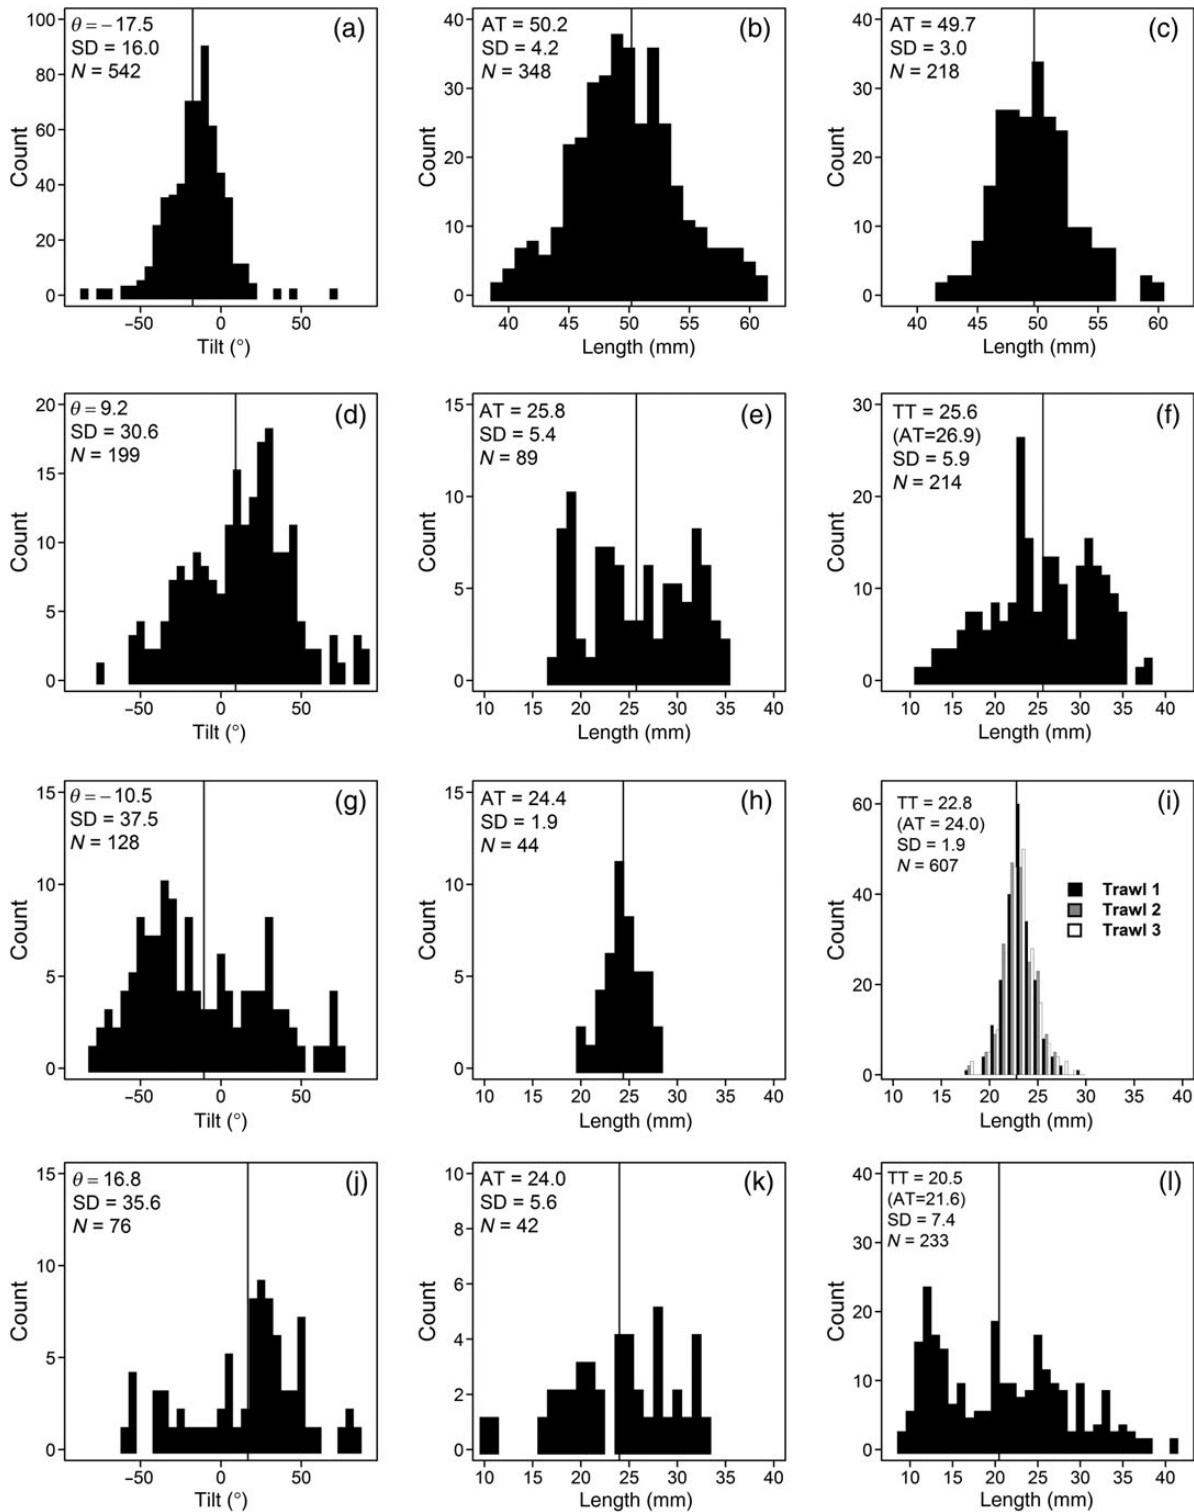 θ = −17.5
SD = 16.0
N = 542
(a)
100
80
60
40
20
0
Count
−50 0 50
Tilt (°)
AT = 50.2
SD = 4.2
N = 348
(b)
40
30
20
10
0
Count
40 45 50 55 60
Length (mm)
AT = 49.7
SD = 3.0
N = 218
(c)
40
30
20
10
0
Count
40 45 50 55 60
Length (mm)
θ = 9.2
SD = 30.6
N = 199
(d)
20
15
10
5
0
Count
−50 0 50
Tilt (°)
AT = 25.8
SD = 5.4
N = 89
(e)
15
10
5
0
Count
10 15 20 25 30 35 40
Length (mm)
TT = 25.6
(AT=26.9)
SD = 5.9
N = 214
(f)
30
20
10
0
Count
10 15 20 25 30 35 40
Length (mm)
θ = −10.5
SD = 37.5
N = 128
(g)
15
10
5
0
Count
−50 0 50
Tilt (°)
AT = 24.4
SD = 1.9
N = 44
(h)
15
10
5
0
Count
10 15 20 25 30 35 40
Length (mm)
TT = 22.8
(AT = 24.0)
SD = 1.9
N = 607
(i)
Trawl 1
Trawl 2
Trawl 3
60
40
20
0
Count
10 15 20 25 30 35 40
Length (mm)
θ = 16.8
SD = 35.6
N = 76
(j)
15
10
5
0
Count
−50 0 50
Tilt (°)
AT = 24.0
SD = 5.6
N = 42
(k)
10
8
6
4
2
0
Count
10 15 20 25 30 35 40
Length (mm)
TT = 20.5
(AT=21.6)
SD = 7.4
N = 233
(l)
40
30
20
10
0
Count
10 15 20 25 30 35 40
Length (mm)